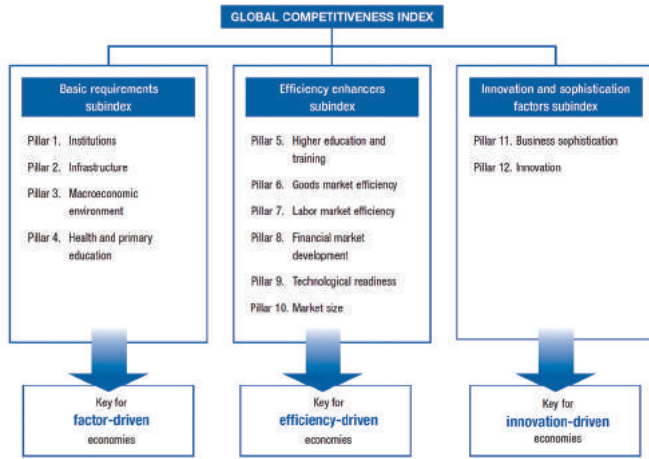 GLOBAL COMPETITIVENESS INDEX
Basic requirements
subindex
Pillar 1. Institutions
Pillar 2. Infrastructure
Pillar 3. Macroeconomic
environment
Pillar 4. Health and primary
education
Key for
factor-driven
economies
Efficiency enhancers
subindex
Pillar 5. Higher education and
training
Pillar 6. Goods market efficiency
Pillar 7. Labor market efficiency
Pillar 8. Financial market
development
Pillar 9. Technological readiness
Pillar 10. Market size
Key for
efficiency-driven
economies
Innovation and sophistication
factors subindex
Pillar 11. Business sophistication
Pillar 12. Innovation
Key for
innovation-driven
economies